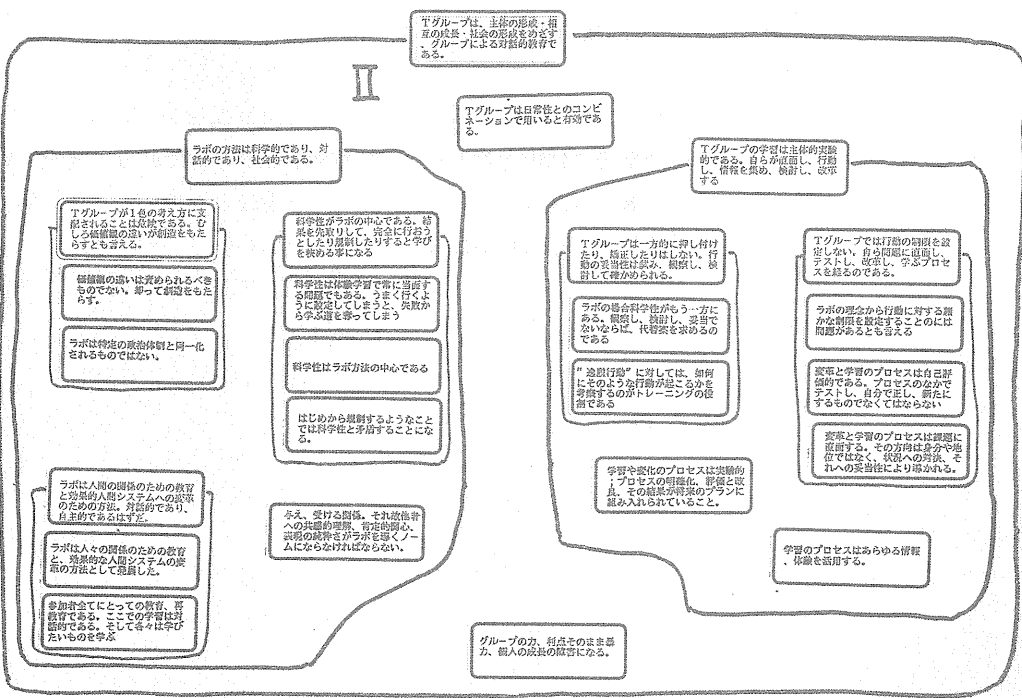 Tグループは、主体の形成・相
互の成長・社会の形成をめざす
、グループによる対話的教育で
ある。
II
Tグループは日常性とのコンビ
ネーションで用いると有効であ
る。
ラボの方法は科学的であり、対
話的であり、社会的である。
Tグループが1色の考え方に支
配されることは危険である。む
しろ価値観の違いが創造をもた
らすとも言える。
価値観の違いは責められるべき
ものでない。却って創造をもた
らす。
ラボは特定の政治体制と同一化
されるものではない。
科学性がラボの中心である。結
果を先取りして、完全に行おう
としたり規制したりすると学び
を狭める事になる
科学性は体験学習で常に当面す
る問題でもある。うまく行くよ
うに設定してしまうと、失敗から
学ぶ道を奪ってしまう
科学性はラボ方法の中心である
はじめから規制するようなこと
では科学性と矛盾することにな
る。
ラボは人間の関係のための教育
と効果的人間システムへの変革
のための方法。対話的であり、
自主的であるはずだ。
ラボは人々の関係のための教育
と、効果的な人間システムの変
革の方法として発展した。
参加者全てにとっての教育、再
教育である。ここでの学習は対
話的である。そして各々は学び
たいものを学ぶ
与え、受ける関係。それ故他者
への共感的理解、肯定的関心、
表現の純粋さがラボを導くノー
ムにならなければならない。
Tグループの学習は主体的実験
的である。自らが直面し、行動
し、情報を集め、検討し、改革
する
Tグループは一方的に押し付け
たり、矯正したりはしない。行
動の妥当性は試み、観察し、検
討して確かめられる。
ラボの場合科学性がもう一方に
ある。観察し、検討し、妥当で
ないならば、代替案を求めるの
である
"逸脱行動"に対しては、如何
にそのような行動が起こるかを
考察するのがトレーニングの役
割である
Tグループでは行動の制限を設
定しない。自ら問題に直面し、
テストし、改革し、学ぶプロセ
スを経るのである。
ラボの理念から行動に対する厳
かな制限を設定することのには
問題があるとも言える
変革と学習のプロセスは自己評
価的である。プロセスのなかで
テストし、自分で正し、新たに
するものでなくてはならない
変革と学習のプロセスは課題に
直面する。その方向は身分や地
位ではなく、状況への対決、そ
れへの妥当性により導かれる。
学習や変化のプロセスは実験的
;プロセスの明確化、評価と改
良、その結果が将来のプランに
組み入れられていること。
学習のプロセスはあらゆる情報
、体験を活用する。
グループの力、利点そのまま暴
力、個人の成長の障害になる。